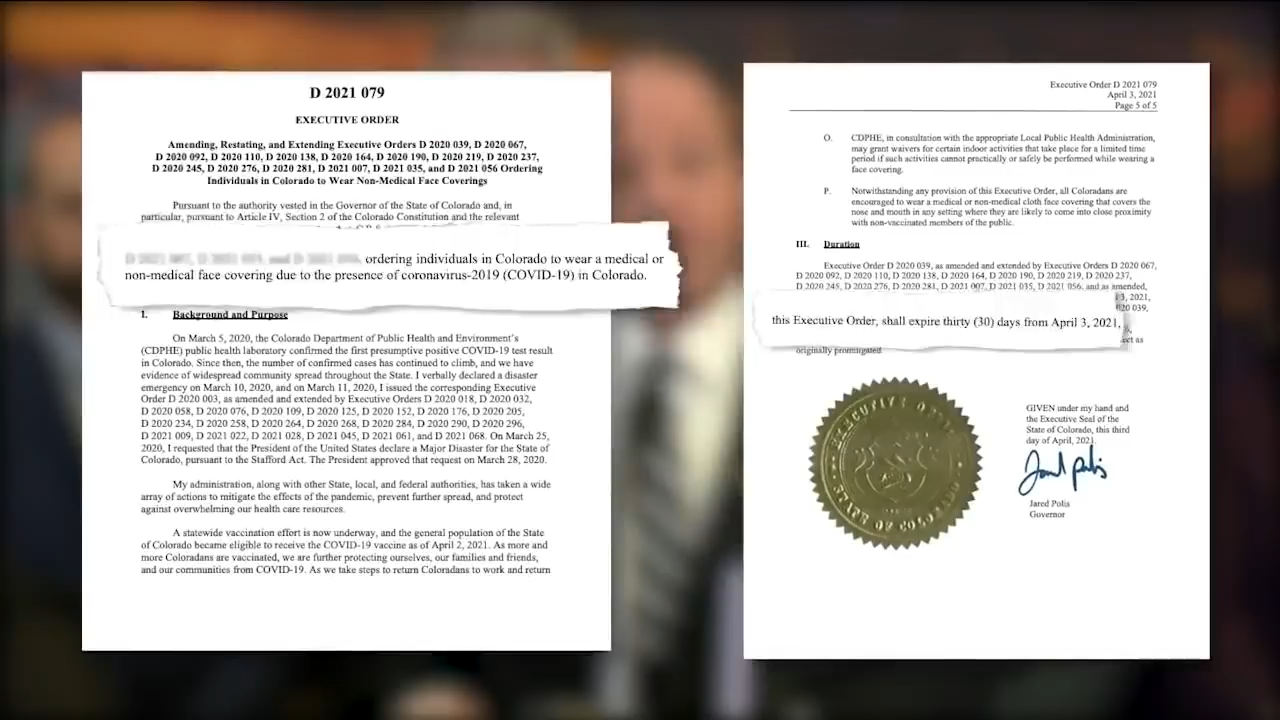 D 2021 079
EXECUTIVE ORDER
Amending, Restating, and Extending Executive Orders D 2020 039, D 2020 067,
D 2020 092, D 2020 110, D 2020 138, D 2020 164, D 2020 190, D 2020 219, D 2020 237,
D 2020 245, D 2020 276, D 2020 281, D 2021 007, D 2021 035, and D 2021 056 Ordering
Individuals in Colorado to Wear Non-Medical Face Coverings
Pursuant to the authority vested in the Governor of the State of Colorado and, in
particular, pursuant to Article IV, Section 2 of the Colorado Constitution and the relevant
ordering individuals in Colorado to wear a medical or
non-medical face covering due to the presence of coronavirus-2019 (COVID-19) in Colorado.
I. Background and Purpose
On March 5, 2020, the Colorado Department of Public Health and Environment's
(CDPHE) public health laboratory confirmed the first presumptive positive COVID-19 test result
in Colorado. Since then, the number of confirmed cases has continued to climb, and we have
evidence of widespread community spread throughout the State. I verbally declared a disaster
emergency on March 10, 2020, and on March 11, 2020, I issued the corresponding Executive
Order D 2020 003, as amended and extended by Executive Orders D 2020 018, D 2020 032,
D 2020 058, D 2020 076, D 2020 109, D 2020 125, D 2020 152, D 2020 176, D 2020 205,
D 2020 234, D 2020 258, D 2020 264, D 2020 268, D 2020 284, D 2020 290, D 2020 296,
D 2021 009, D 2021 022, D 2021 028, D 2021 045, D 2021 061, and D 2021 068. On March 25,
2020, I requested that the President of the United States declare a Major Disaster for the State of
Colorado, pursuant to the Stafford Act. The President approved that request on March 28, 2020.
My administration, along with other State, local, and federal authorities, has taken a wide
array of actions to mitigate the effects of the pandemic, prevent further spread, and protect
against overwhelming our health care resources.
A statewide vaccination effort is now underway, and the general population of the State
of Colorado became eligible to receive the COVID-19 vaccine as of April 2, 2021. As more and
more Coloradans are vaccinated, we are further protecting ourselves, our families and friends,
and our communities from COVID-19. As we take steps to return Coloradans to work and return
Executive Order D 2021 079
April 3, 2021
Page 5 of 5
O. CDPHE, in consultation with the appropriate Local Public Health Administration,
may grant waivers for certain indoor activities that take place for a limited time
period if such activities cannot practically or safely be performed while wearing a
face covering.
P. Notwithstanding any provision of this Executive Order, all Coloradans are
encouraged to wear a medical or non-medical cloth face covering that covers the
nose and mouth in any setting where they are likely to come into close proximity
with non-vaccinated members of the public.
III. Duration
Executive Order D 2020 039, as amended and extended by Executive Orders D 2020 067,
D 2020 092, D 2020 110, D 2020 138, D 2020 164, D 2020 190, D 2020 219, D 2020 237,
D 2020 245, D 2020 276, D 2020 281, D 2021 007, D 2021 035, D 2021 056, and as amended,
3, 2021,
020 039,
this Executive Order, shall expire thirty (30) days from April 3, 2021,
ect as
originally promulgated.
STATE OF COLORADO
GIVEN under my hand and
the Executive Seal of the
State of Colorado, this third
day of April, 2021.
Jared Polis
Jared Polis
Governor